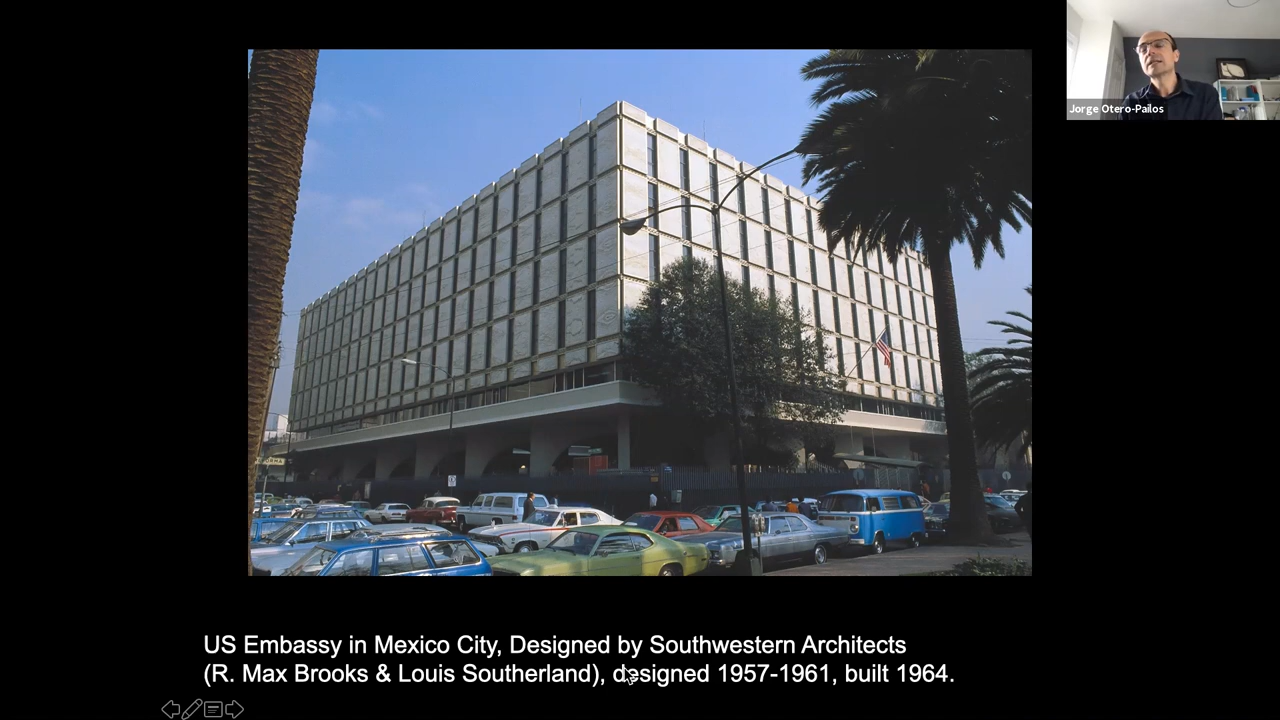 Jorge Otero-Pailos
US Embassy in Mexico City, Designed by Southwestern Architects
(R. Max Brooks & Louis Southerland), designed 1957-1961, built 1964.